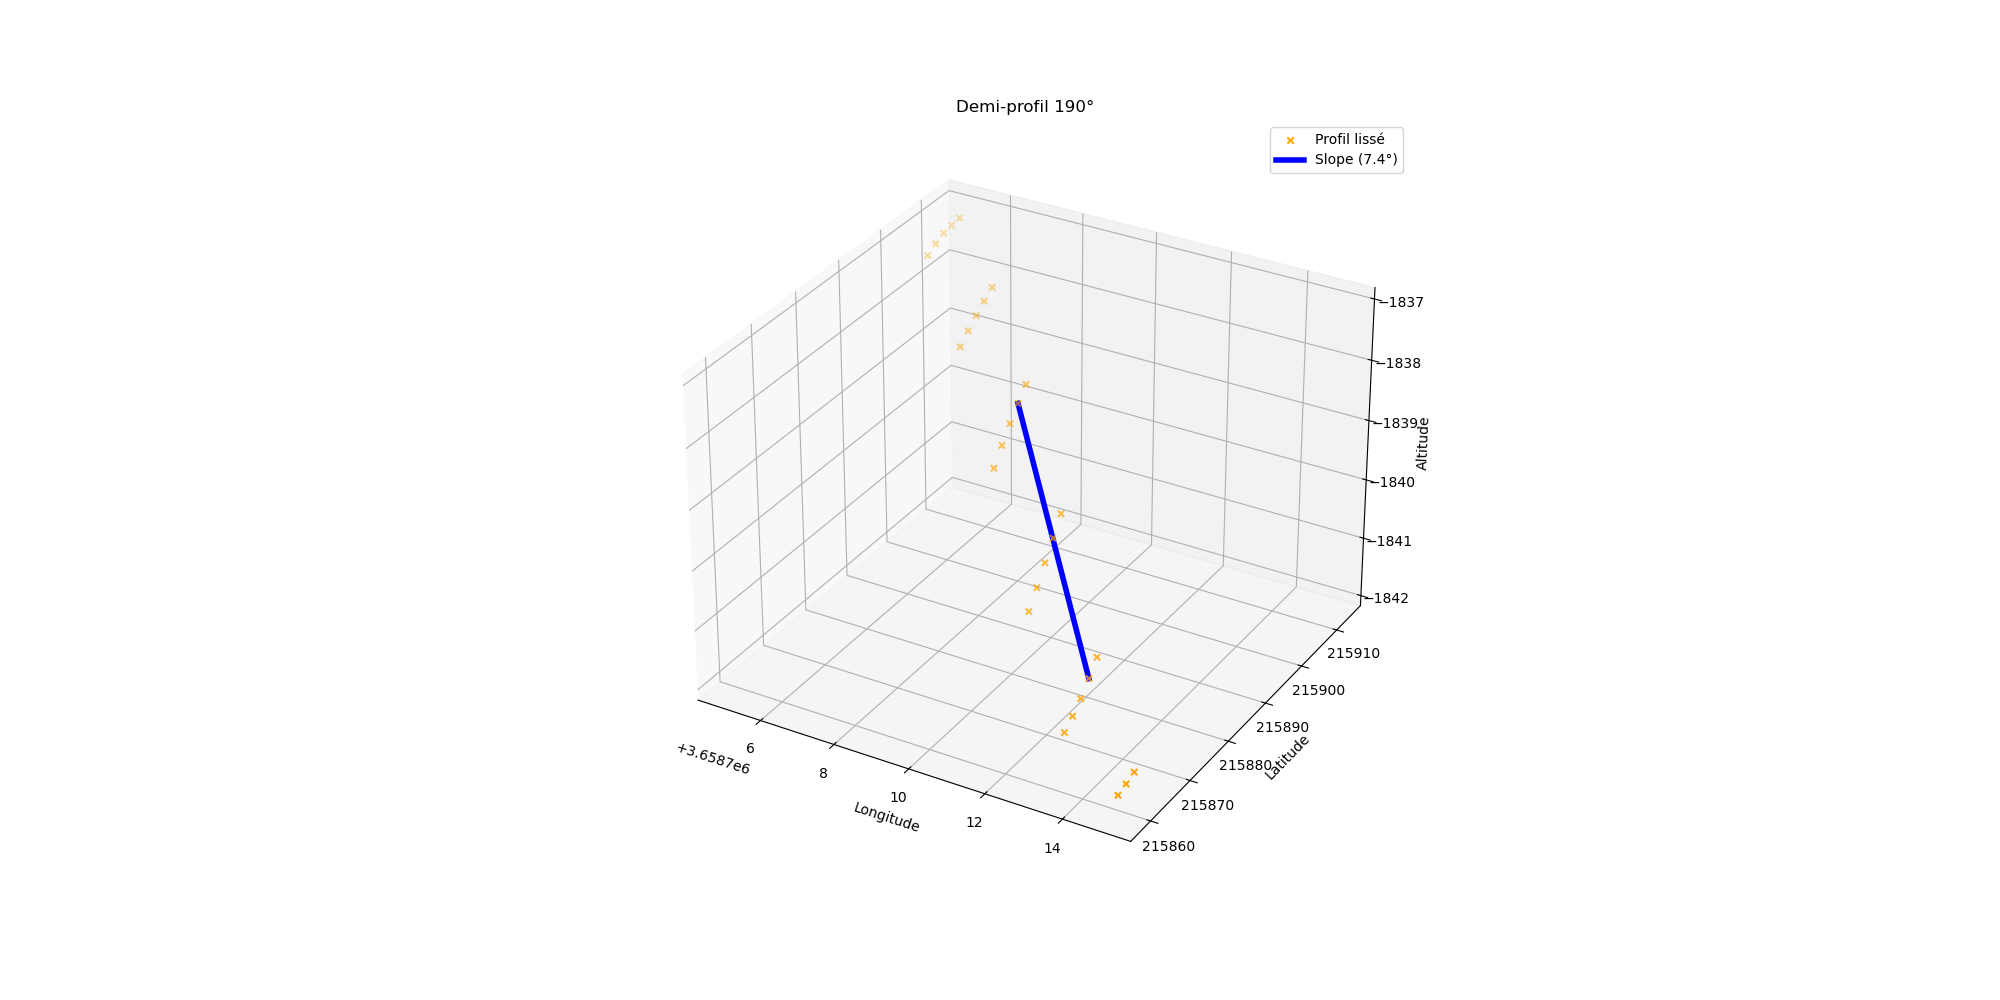 Demi-profil 190°
Profil lissé
Slope (7.4°)
−1837
−1838
−1839
−1840
−1841
−1842
Altitude
215910
215900
215890
215880
215870
215860
Latitude
6
8
10
12
14
+3.6587e6
Longitude